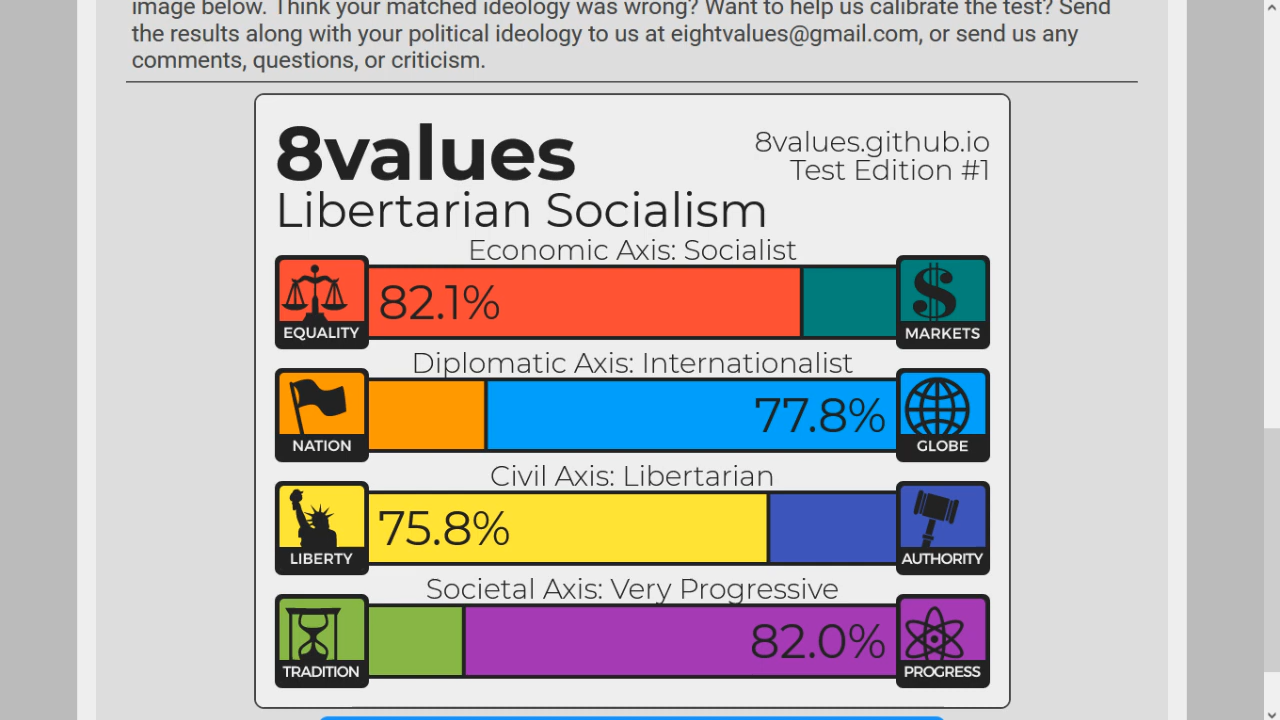 image below. Think your matched ideology was wrong? Want to help us calibrate the test? Send
the results along with your political ideology to us at eightvalues@gmail.com, or send us any
comments, questions, or criticism.
8values
8values.github.io
Test Edition #1
Libertarian Socialism
Economic Axis: Socialist
EQUALITY
82.1%
MARKETS
Diplomatic Axis: Internationalist
NATION
77.8%
GLOBE
Civil Axis: Libertarian
LIBERTY
75.8%
AUTHORITY
Societal Axis: Very Progressive
TRADITION
82.0%
PROGRESS